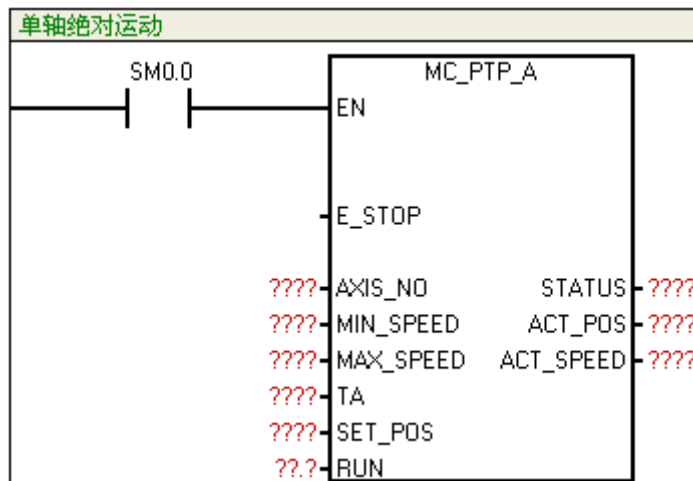 单轴绝对运动
SM0.0
MC_PTP_A
EN
E_STOP
???? AXIS_NO STATUS ????
???? MIN_SPEED ACT_POS ????
???? MAX_SPEED ACT_SPEED ????
???? TA
???? SET_POS
??.? RUN